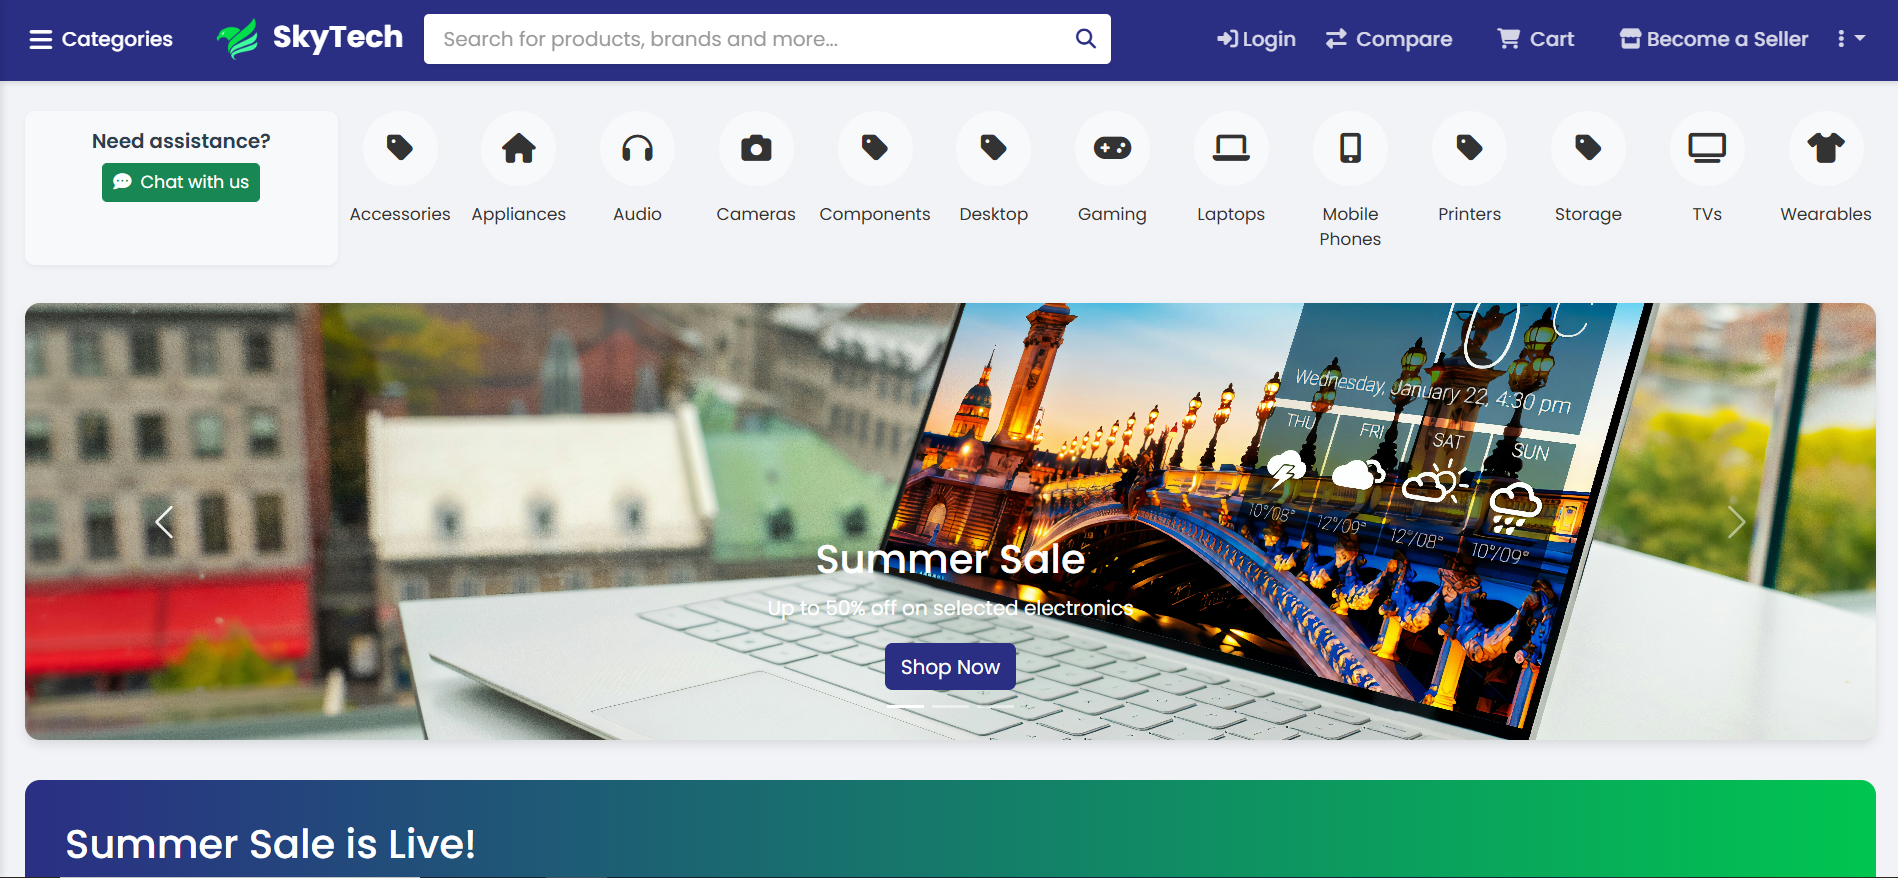 Categories
SkyTech
Search for products, brands and more...
Login
Compare
Cart
Become a Seller
Need assistance?
Chat with us
Accessories
Appliances
Audio
Cameras
Components
Desktop
Gaming
Laptops
Mobile
Phones
Printers
Storage
TVs
Wearables
10°C
Wednesday, January 22, 4:30 pm
THU
FRI
SAT
SUN
10°/08°
12°/09°
12°/08°
10°/09°
Summer Sale
Up to 50% off on selected electronics
Shop Now
Summer Sale is Live!